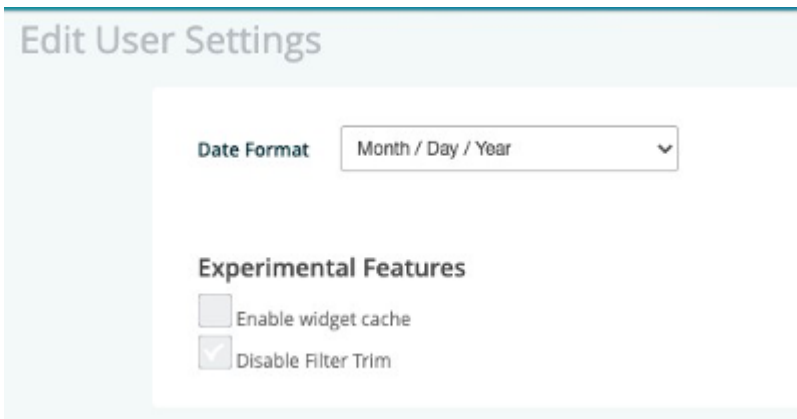 Edit User Settings
Date Format
Month / Day / Year
Experimental Features
Enable widget cache
Disable Filter Trim